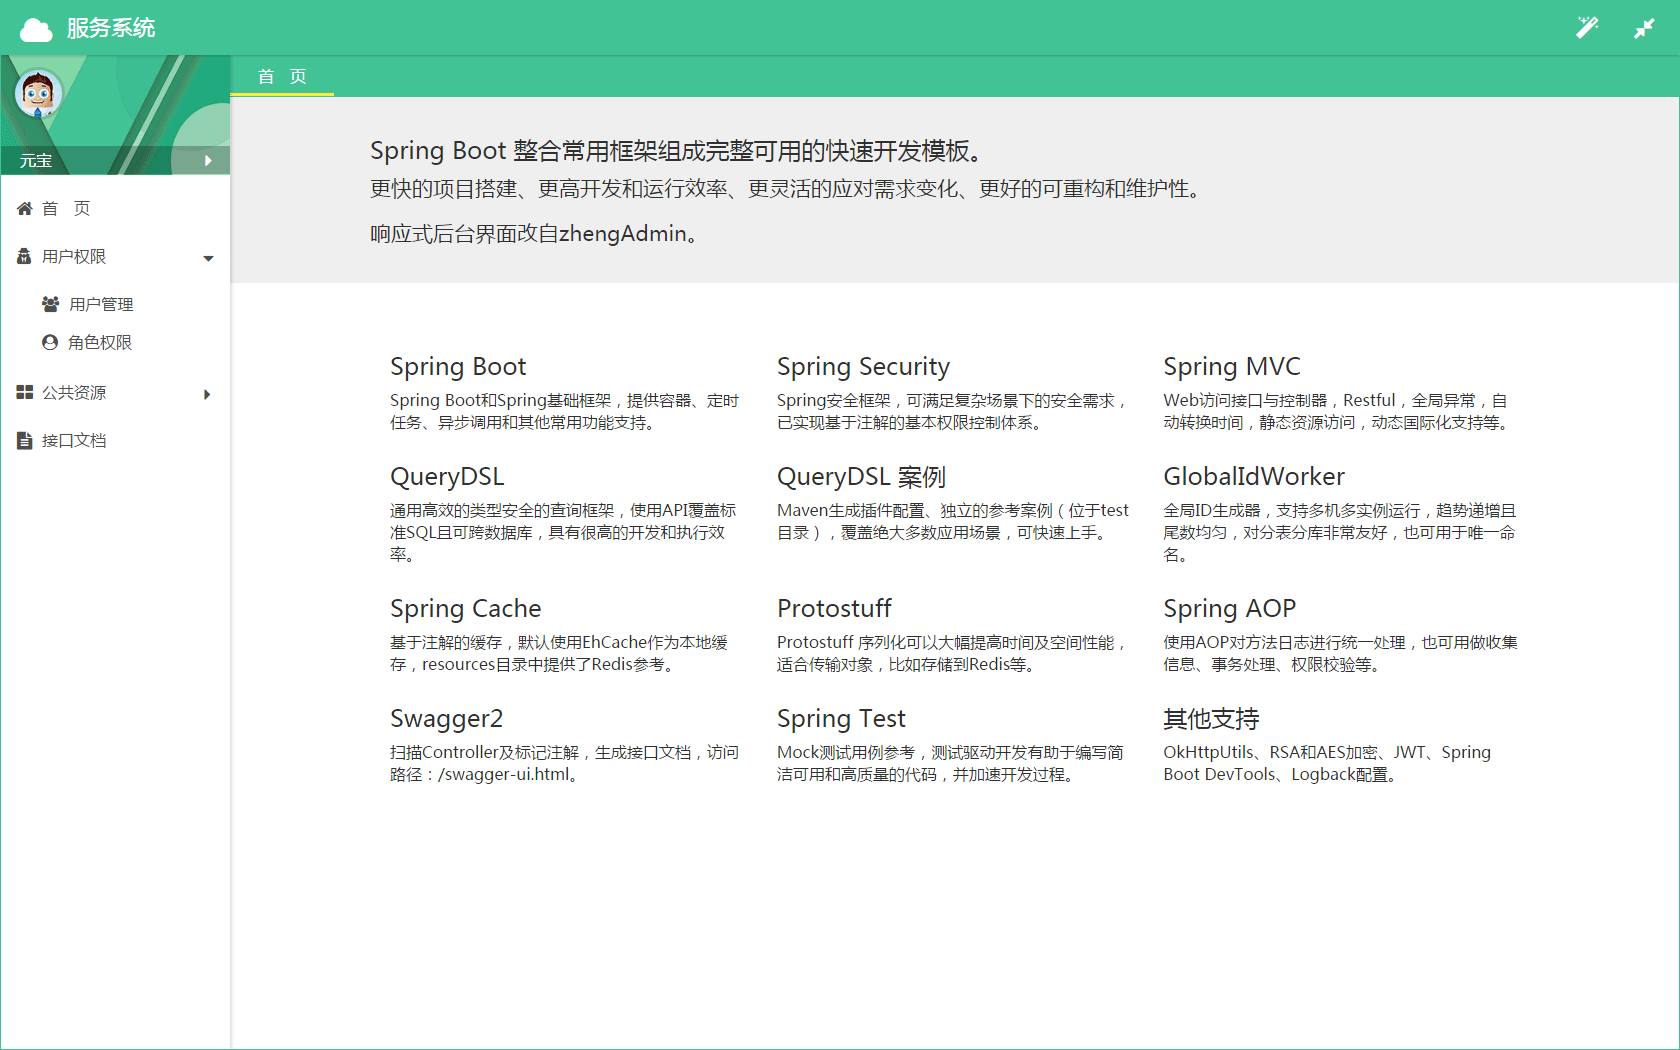 服务系统
首 页
元宝
首 页
用户权限
用户管理
角色权限
公共资源
接口文档
Spring Boot 整合常用框架组成完整可用的快速开发模板。
更快的项目搭建、更高开发和运行效率、更灵活的应对需求变化、更好的可重构和维护性。
响应式后台界面改自zhengAdmin。
Spring Boot
Spring Boot和Spring基础框架，提供容器、定时
任务、异步调用和其他常用功能支持。
Spring Security
Spring安全框架，可满足复杂场景下的安全需求，
已实现基于注解的基本权限控制体系。
Spring MVC
Web访问接口与控制器，Restful，全局异常，自
动转换时间，静态资源访问，动态国际化支持等。
QueryDSL
通用高效的类型安全的查询框架，使用API覆盖标
准SQL且可跨数据库，具有很高的开发和执行效
率。
QueryDSL 案例
Maven生成插件配置、独立的参考案例（位于test
目录），覆盖绝大多数应用场景，可快速上手。
GlobalIdWorker
全局ID生成器，支持多机多实例运行，趋势递增且
尾数均匀，对分表分库非常友好，也可用于唯一命
名。
Spring Cache
基于注解的缓存，默认使用EhCache作为本地缓
存，resources目录中提供了Redis参考。
Protostuff
Protostuff 序列化可以大幅提高时间及空间性能，
适合传输对象，比如存储到Redis等。
Spring AOP
使用AOP对方法日志进行统一处理，也可用做收集
信息、事务处理、权限校验等。
Swagger2
扫描Controller及标记注解，生成接口文档，访问
路径：/swagger-ui.html。
Spring Test
Mock测试用例参考，测试驱动开发有助于编写简
洁可用和高质量的代码，并加速开发过程。
其他支持
OkHttpUtils、RSA和AES加密、JWT、Spring
Boot DevTools、Logback配置。